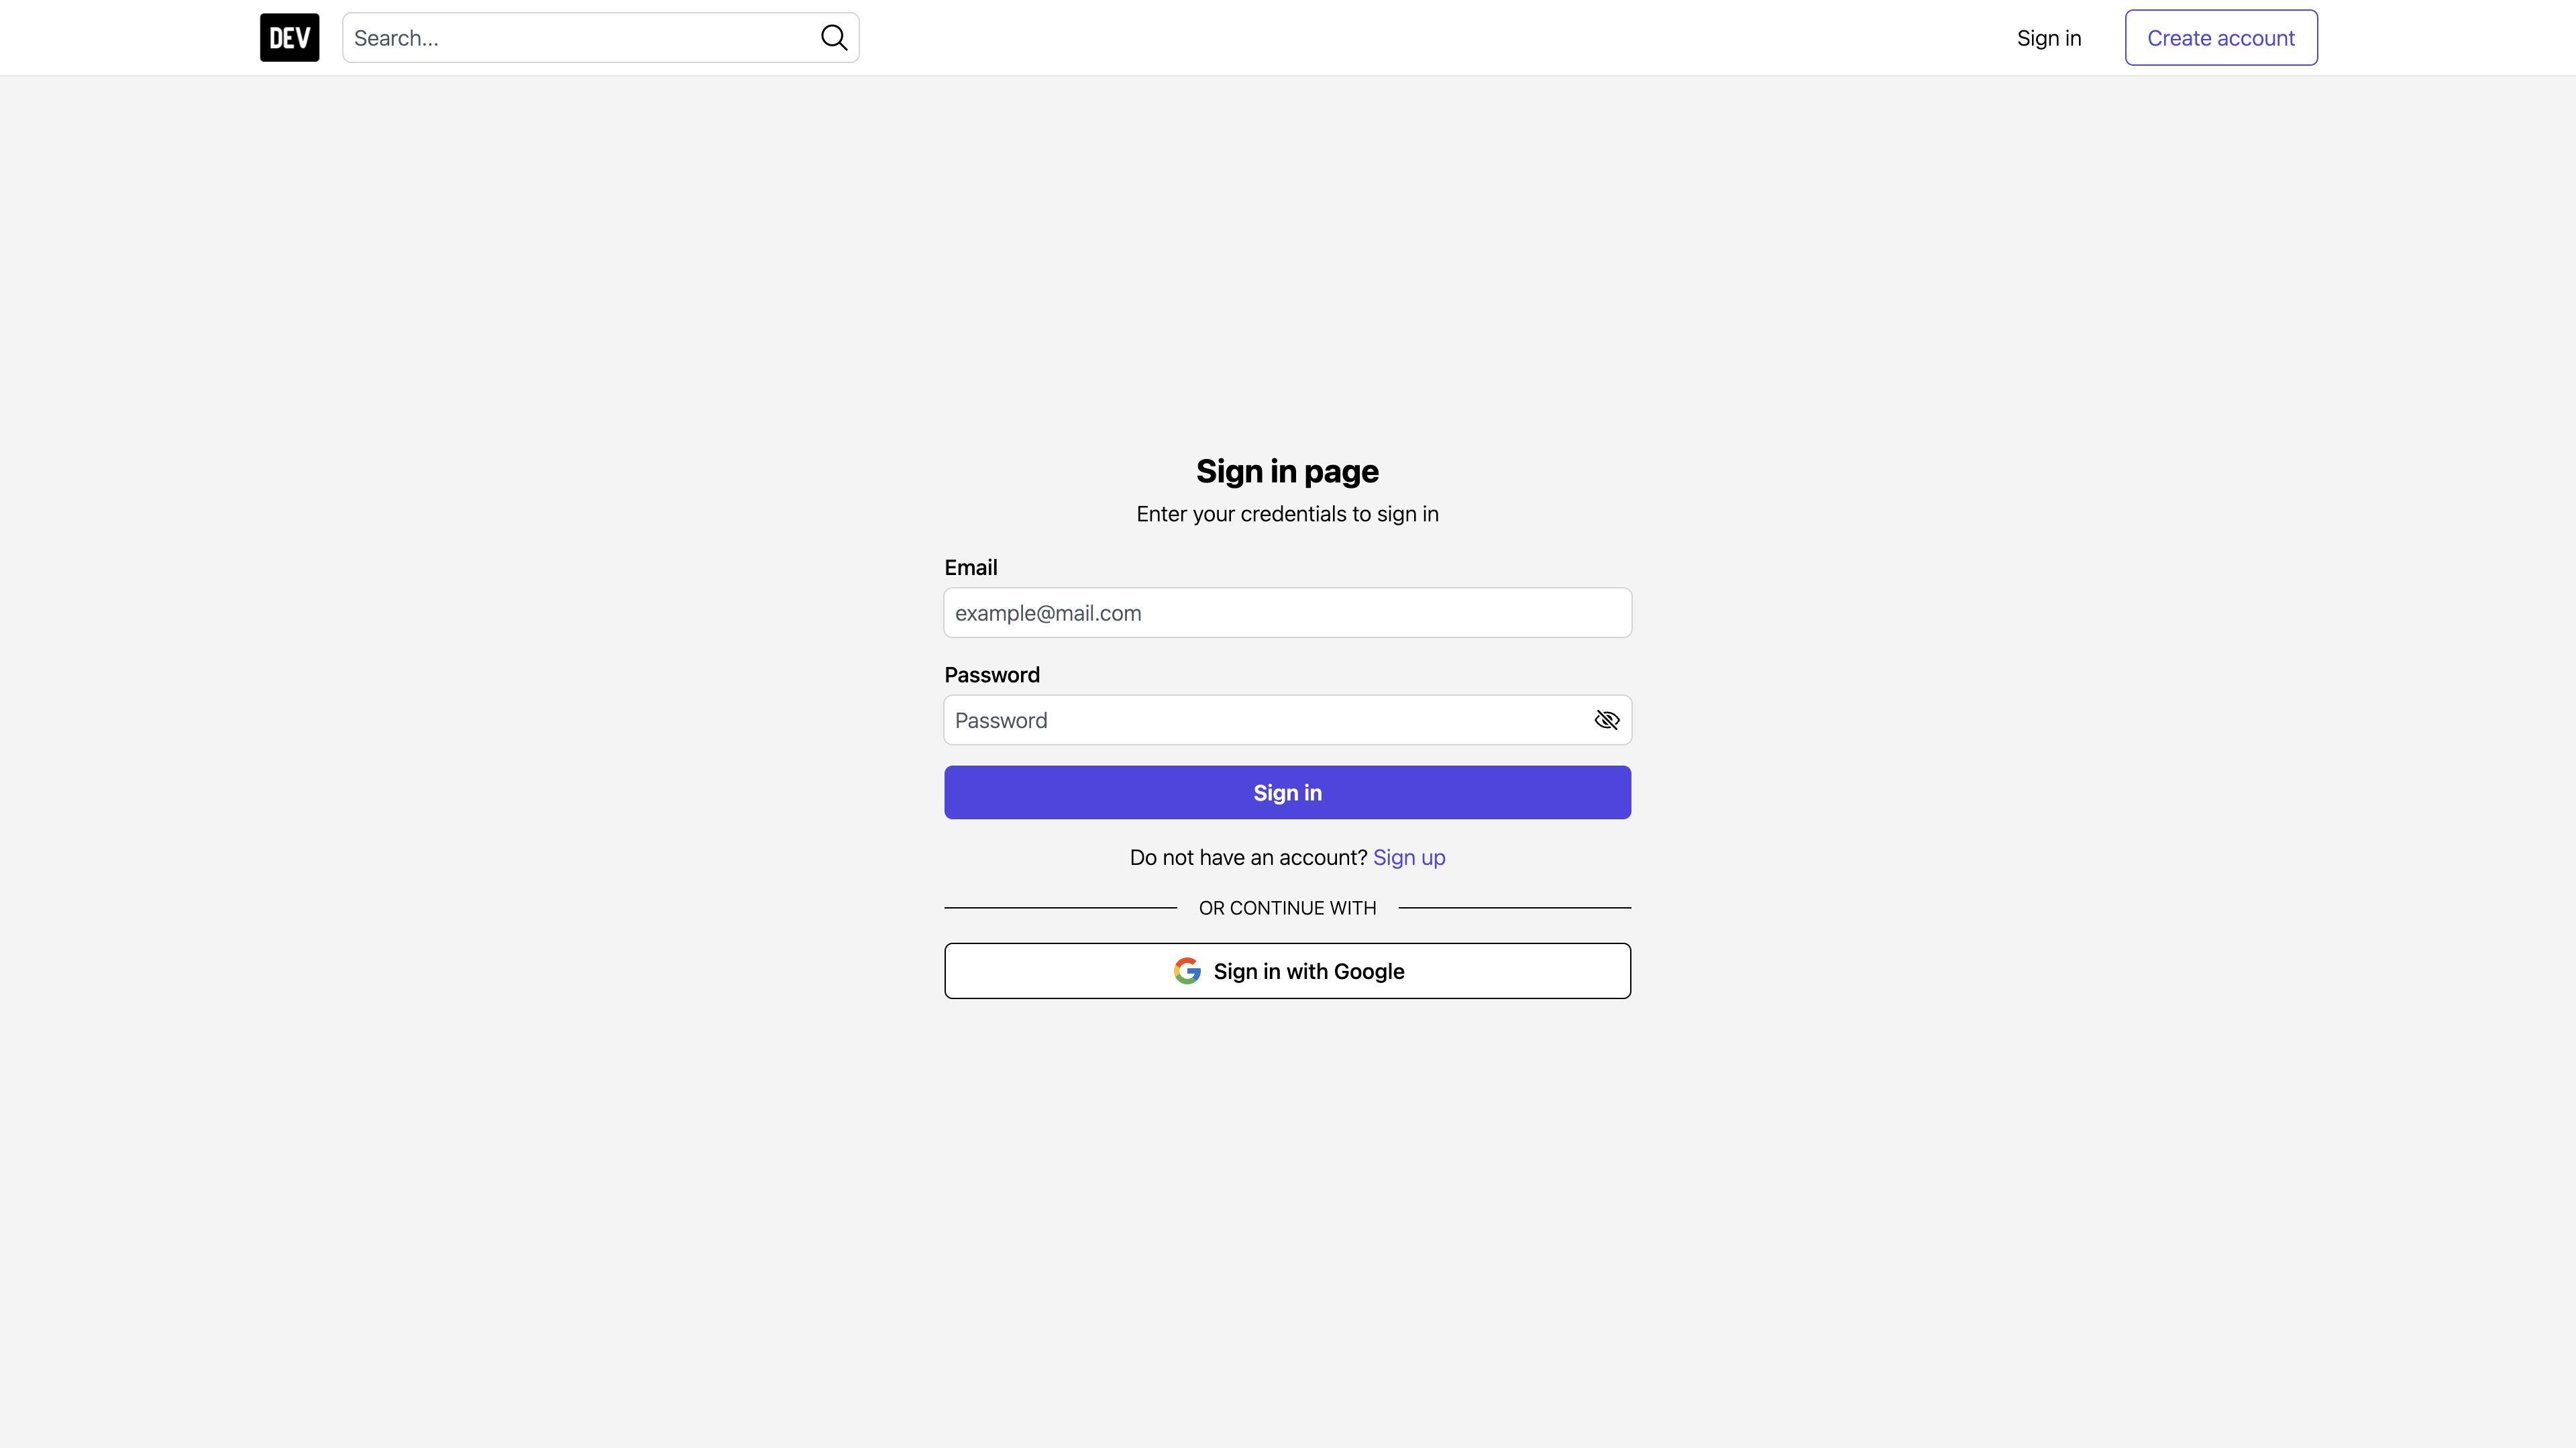 DEV
Search...
Sign in
Create account
Sign in page
Enter your credentials to sign in
Email
example@mail.com
Password
Password
Sign in
Do not have an account? Sign up
OR CONTINUE WITH
Sign in with Google